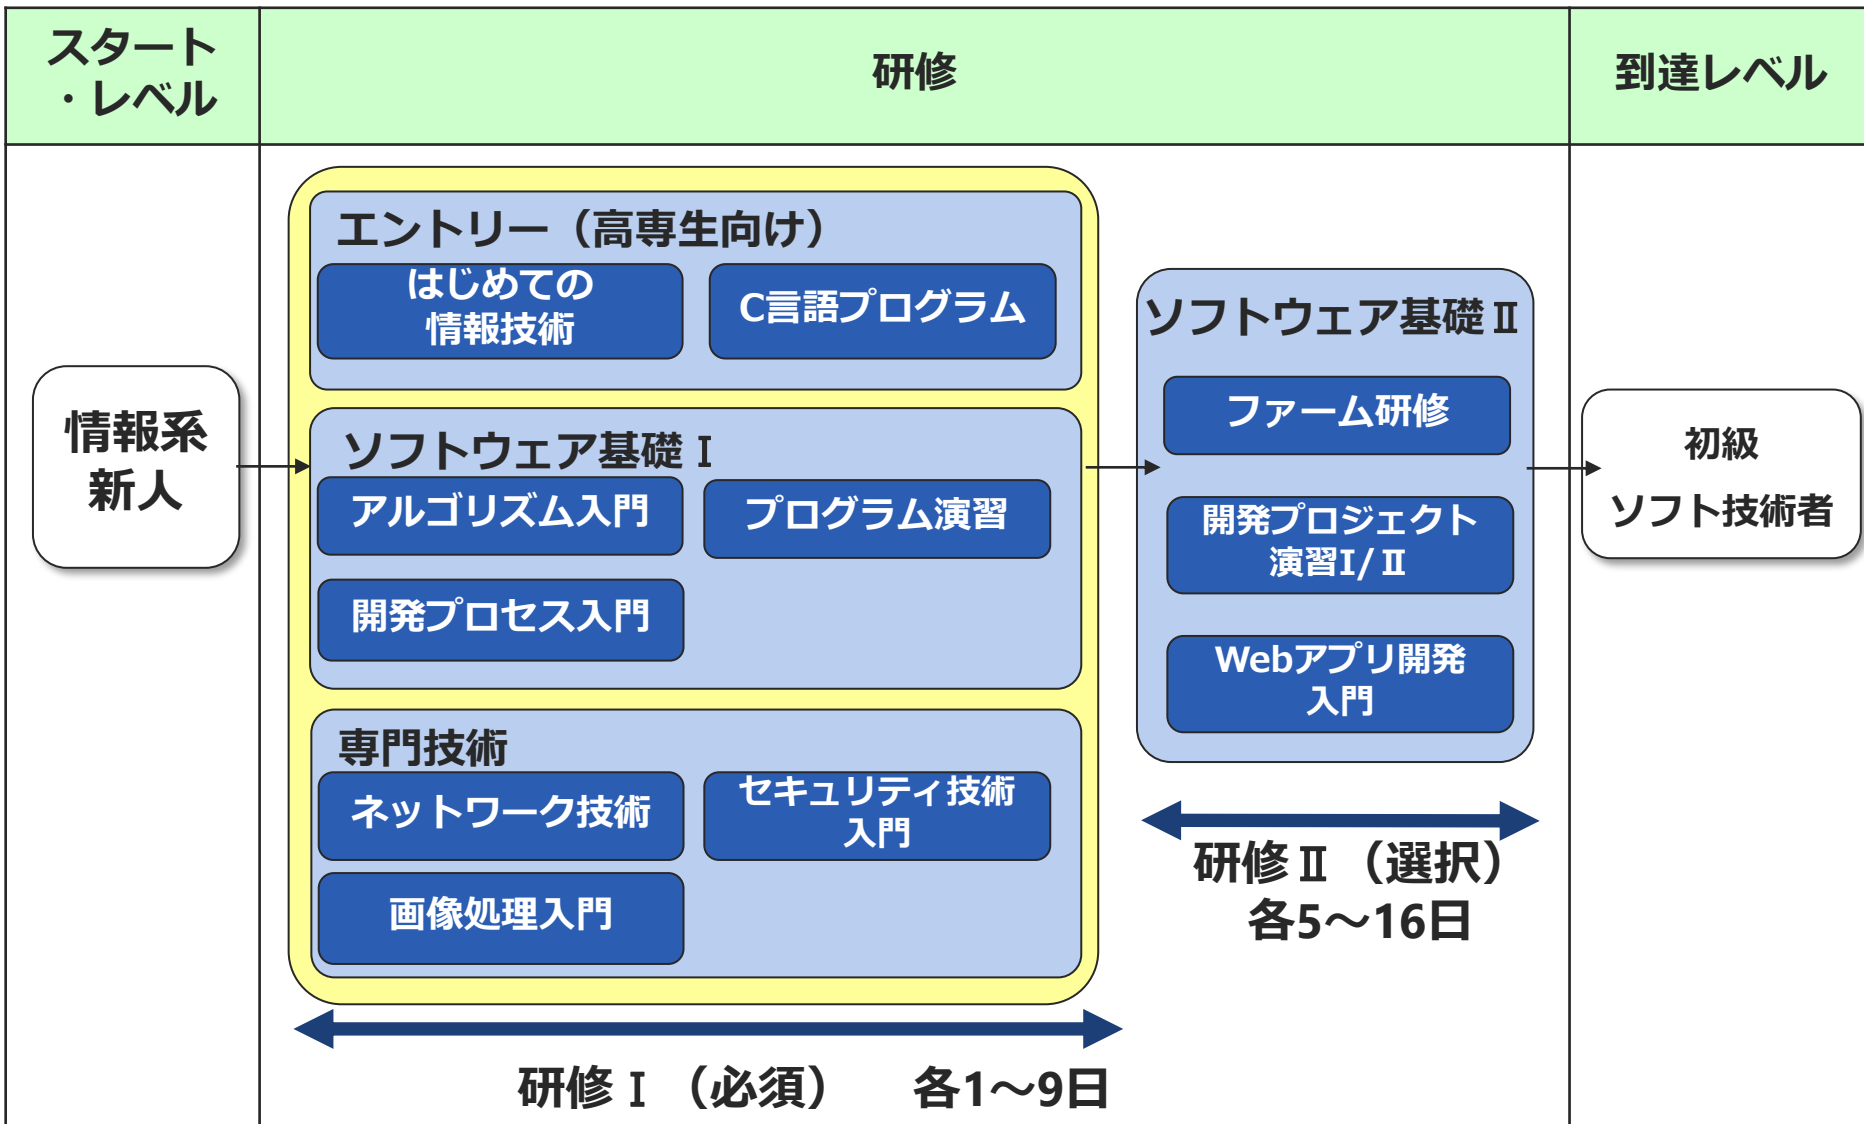 スタート
・レベル
研修
到達レベル
情報系
新人
エントリー（高専生向け）
はじめての
情報技術
C言語プログラム
ソフトウェア基礎Ⅰ
アルゴリズム入門
プログラム演習
開発プロセス入門
専門技術
ネットワーク技術
セキュリティ技術
入門
画像処理入門
研修Ⅰ（必須）　各1～9日
ソフトウェア基礎Ⅱ
ファーム研修
開発プロジェクト
演習I/Ⅱ
Webアプリ開発
入門
研修Ⅱ（選択）
各5～16日
初級
ソフト技術者